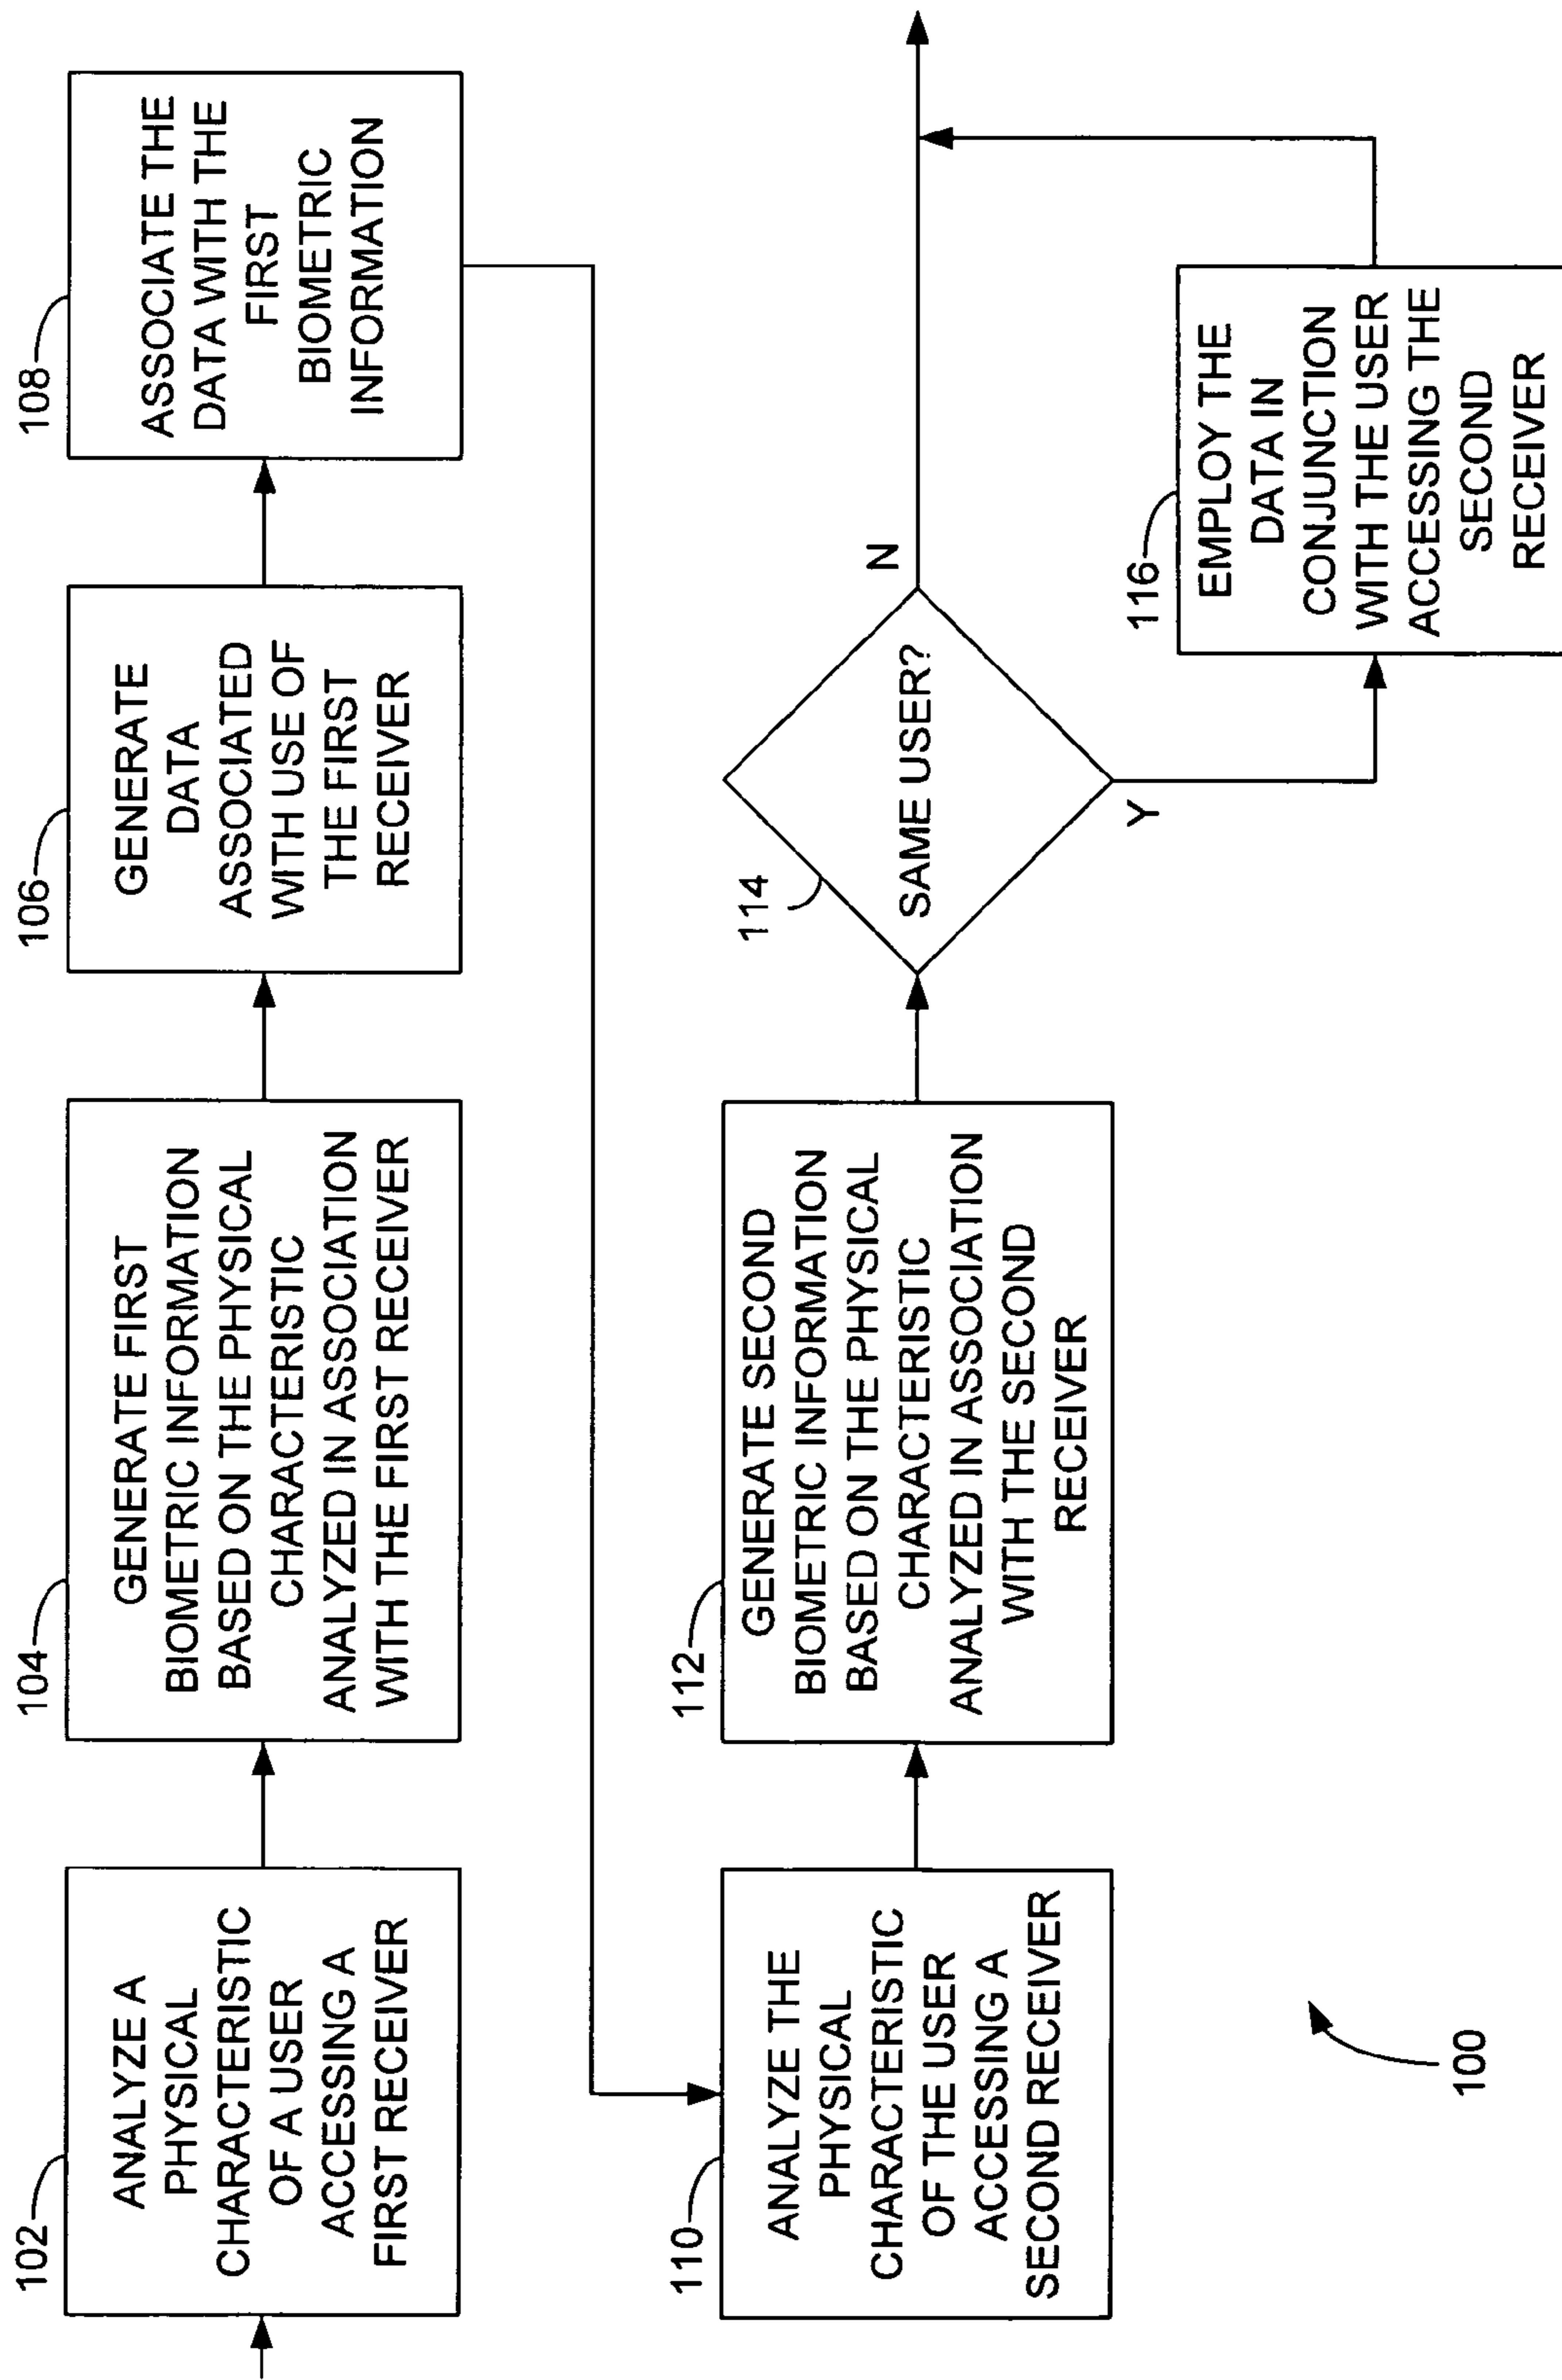 102
ANALYZE A
PHYSICAL
CHARACTERISTIC
OF A USER
ACCESSING A
FIRST RECEIVER
104
GENERATE FIRST
BIOMETRIC INFORMATION
BASED ON THE PHYSICAL
CHARACTERISTIC
ANALYZED IN ASSOCIATION
WITH THE FIRST RECEIVER
106
GENERATE
DATA
ASSOCIATED
WITH USE OF
THE FIRST
RECEIVER
108
ASSOCIATE THE
DATA WITH THE
FIRST
BIOMETRIC
INFORMATION
110
ANALYZE THE
PHYSICAL
CHARACTERISTIC
OF THE USER
ACCESSING A
SECOND RECEIVER
112
GENERATE SECOND
BIOMETRIC INFORMATION
BASED ON THE PHYSICAL
CHARACTERISTIC
ANALYZED IN ASSOCIATION
WITH THE SECOND
RECEIVER
114
SAME USER?
N
Y
116
EMPLOY THE
DATA IN
CONJUNCTION
WITH THE USER
ACCESSING THE
SECOND
RECEIVER
100